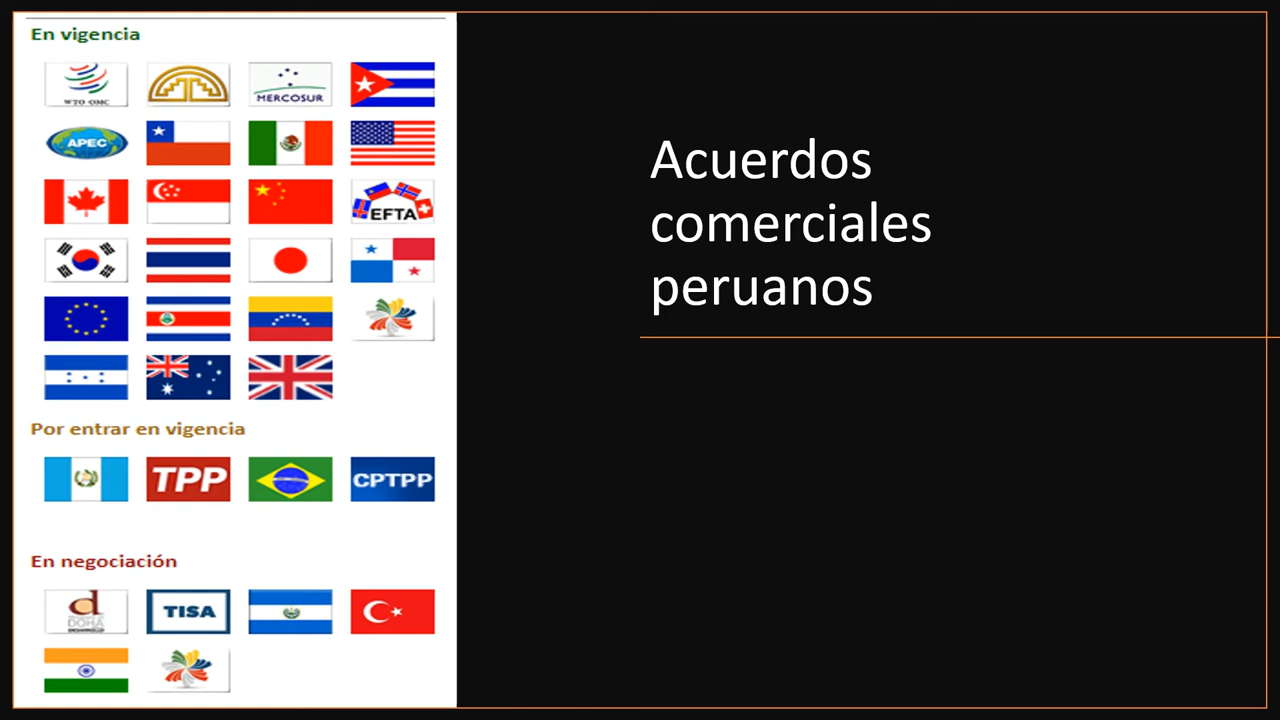 En vigencia
WTO OMC
MERCOSUR
APEC
EFTA
Por entrar en vigencia
TPP
CPTPP
En negociación
DOHA
DESARROLLO
TISA
Acuerdos
comerciales
peruanos